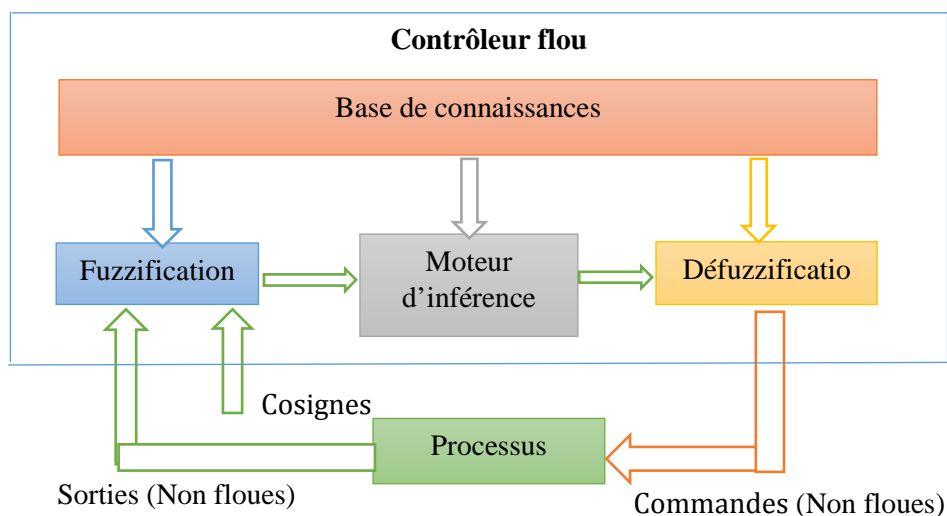 Contrôleur flou
Base de connaissances
Fuzzification
Moteur
d’inférence
Défuzzificatio
Cosignes
Processus
Sorties (Non floues)
Commandes (Non floues)